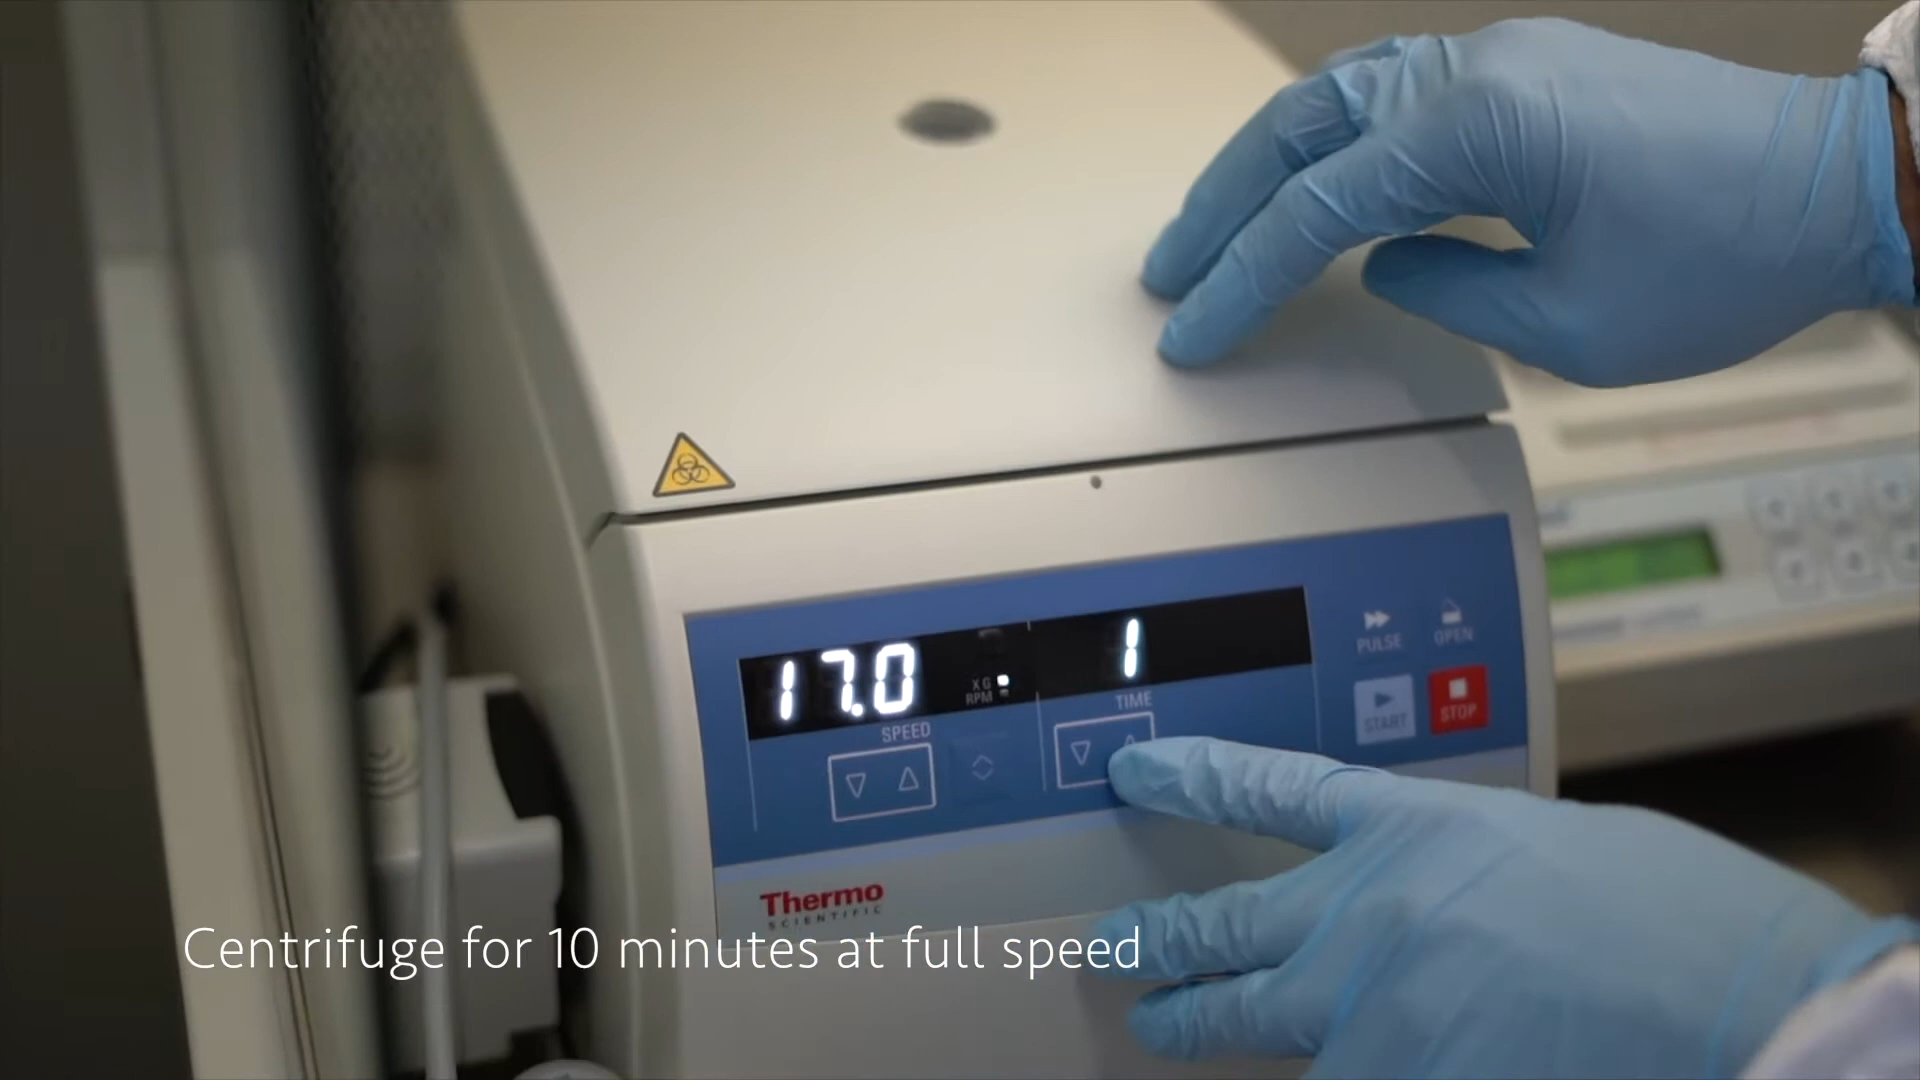 17.0
XG
RPM
1
SPEED
TIME
PULSE
OPEN
START
STOP
Thermo
SCIENTIFIC
Centrifuge for 10 minutes at full speed